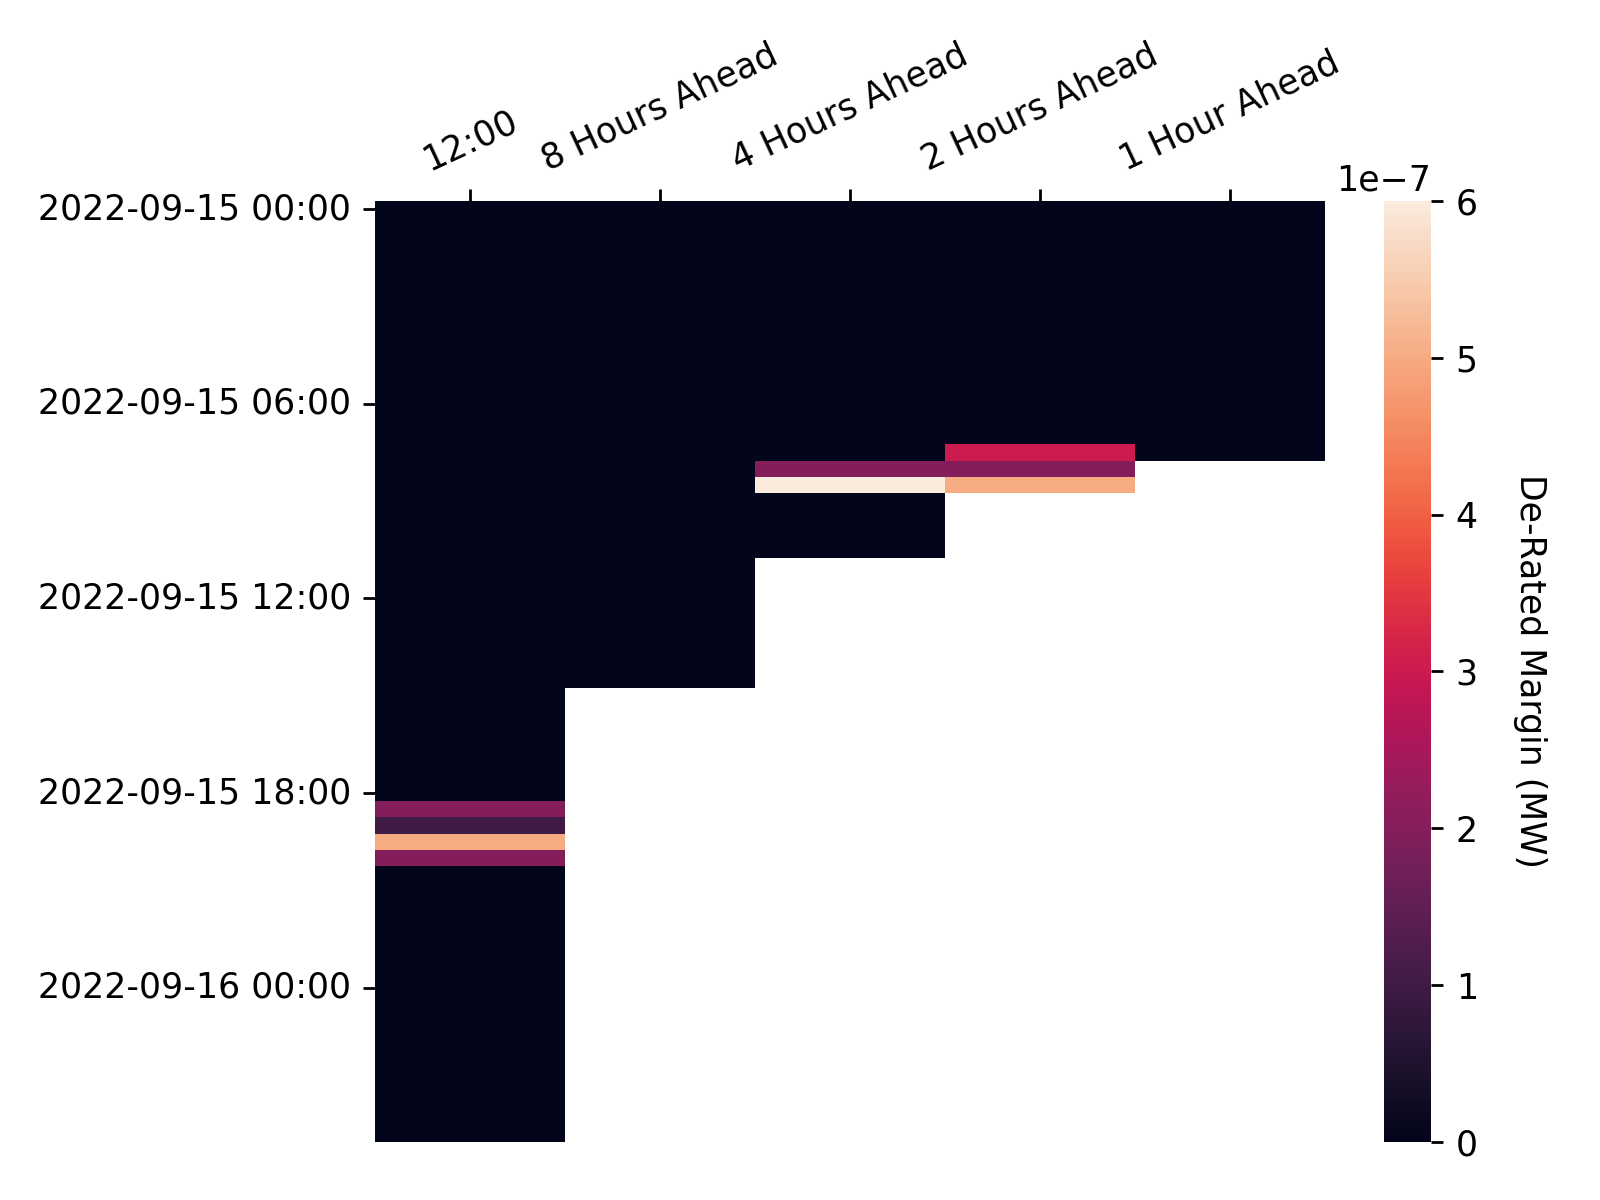 12:00
8 Hours Ahead
4 Hours Ahead
2 Hours Ahead
1 Hour Ahead
2022-09-15 00:00
2022-09-15 06:00
2022-09-15 12:00
2022-09-15 18:00
2022-09-16 00:00
1e−7
6
5
4
3
2
1
0
De-Rated Margin (MW)